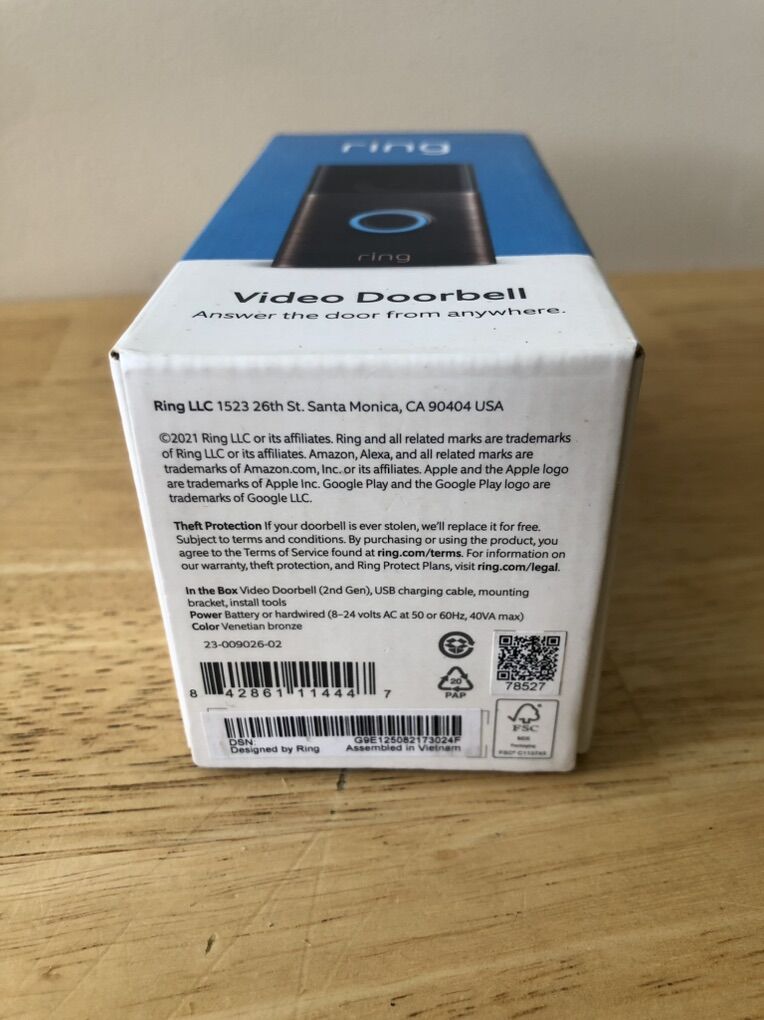 ring
ring
Video Doorbell
Answer the door from anywhere.
Ring LLC 1523 26th St. Santa Monica, CA 90404 USA
©2021 Ring LLC or its affiliates. Ring and all related marks are trademarks
of Ring LLC or its affiliates. Amazon, Alexa, and all related marks are
trademarks of Amazon.com, Inc. or its affiliates. Apple and the Apple logo
are trademarks of Apple Inc. Google Play and the Google Play logo are
trademarks of Google LLC.
Theft Protection If your doorbell is ever stolen, we'll replace it for free.
Subject to terms and conditions. By purchasing or using the product, you
agree to the Terms of Service found at ring.com/terms. For information on
our warranty, theft protection, and Ring Protect Plans, visit ring.com/legal.
In the Box Video Doorbell (2nd Gen), USB charging cable, mounting
bracket, install tools
Power Battery or hardwired (8–24 volts AC at 50 or 60Hz, 40VA max)
Color Venetian bronze
23-009026-02
8 42861 11444 7
20
PAP
78527
DSN: G9E125082173024F
Designed by Ring Assembled in Vietnam
FSC